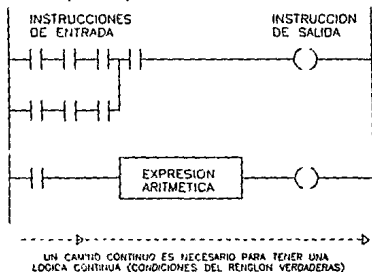 INSTRUCCIONES
DE ENTRADA
INSTRUCCION
DE SALIDA
EXPRESION
ARITMETICA
UN CAMINO CONTINUO ES NECESARIO PARA TENER UNA
LOGICA CONTINUA (CONDICIONES DEL RENGLON VERDADERAS)